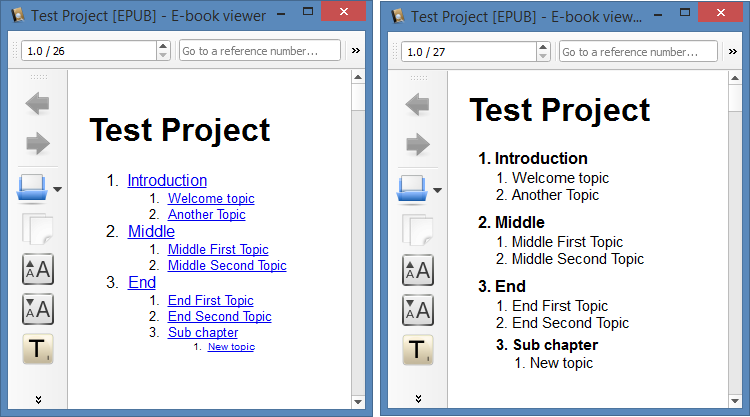 Test Project [EPUB] - E-book viewer
1.0 / 26
Go to a reference number...
»
Test Project
1. Introduction
1. Welcome topic
2. Another Topic
2. Middle
1. Middle First Topic
2. Middle Second Topic
3. End
1. End First Topic
2. End Second Topic
3. Sub chapter
1. New topic
A A
A A
T
Test Project [EPUB] - E-book view...
1.0 / 27
Go to a reference number...
»
Test Project
1. Introduction
1. Welcome topic
2. Another Topic
2. Middle
1. Middle First Topic
2. Middle Second Topic
3. End
1. End First Topic
2. End Second Topic
3. Sub chapter
1. New topic
A A
A A
T